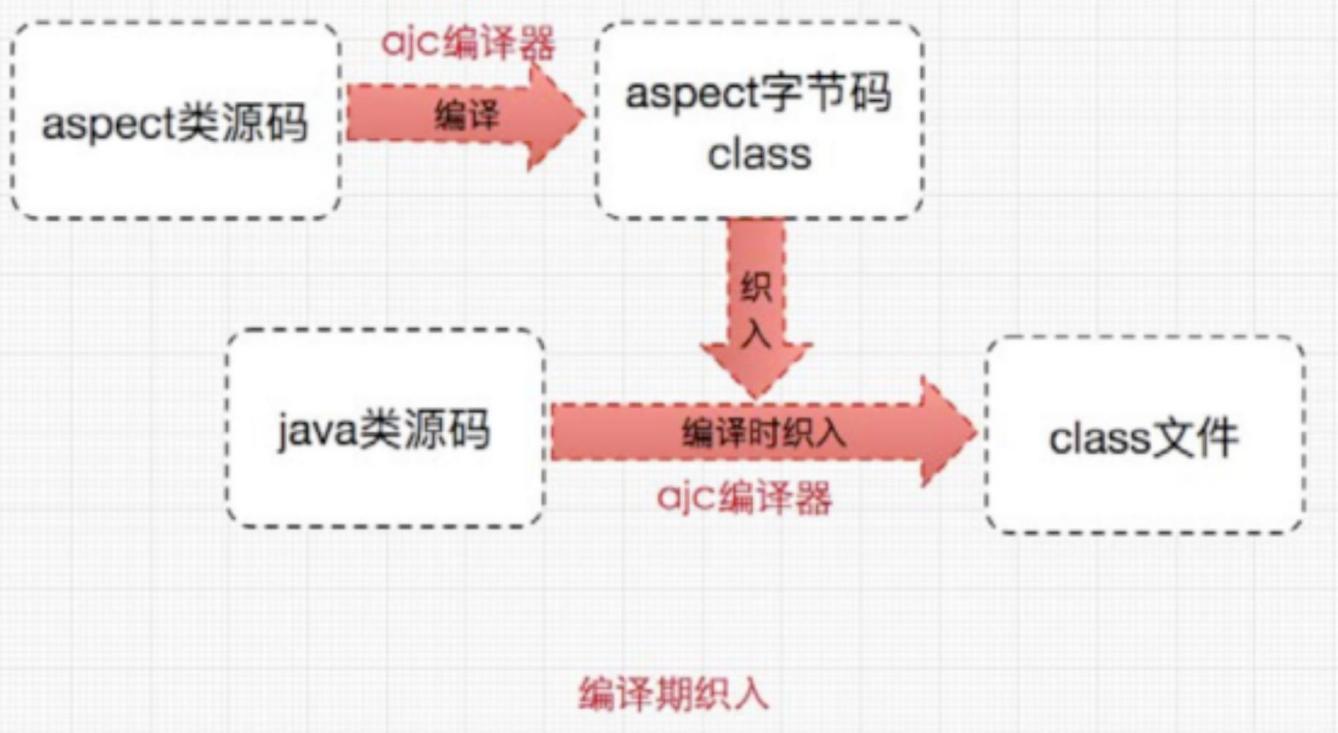 ajc编译器
aspect类源码
编译
aspect字节码
class
织
入
java类源码
编译时织入
class文件
ajc编译器
编译期织入